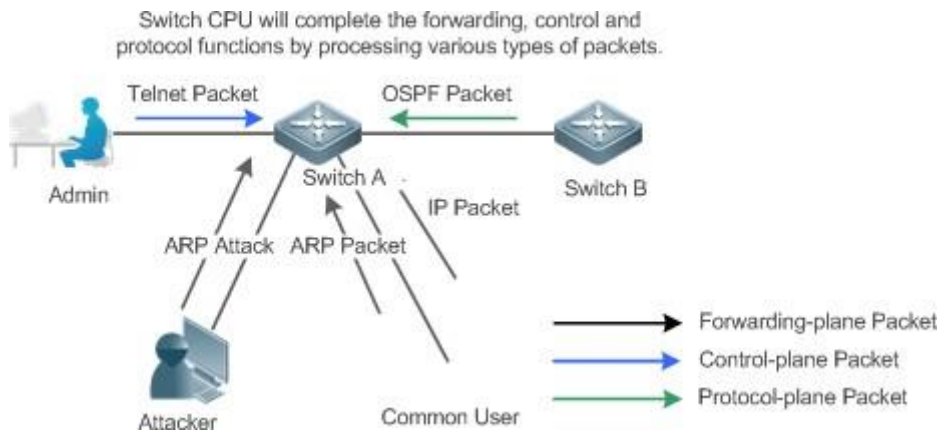 Switch CPU will complete the forwarding, control and
protocol functions by processing various types of packets.
Telnet Packet
OSPF Packet
Admin
Switch A
Switch B
IP Packet
ARP Attack
ARP Packet
Forwarding-plane Packet
Control-plane Packet
Protocol-plane Packet
Attacker
Common User